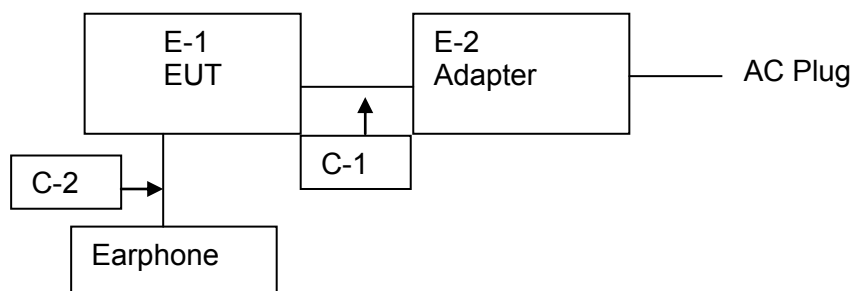 E-1
EUT
E-2
Adapter
AC Plug
C-1
C-2
Earphone